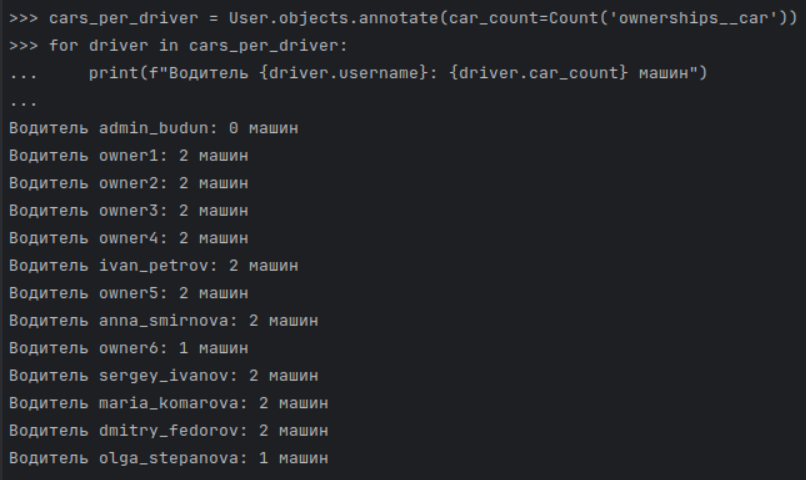 >>> cars_per_driver = User.objects.annotate(car_count=Count('ownerships__car'))
>>> for driver in cars_per_driver:
...     print(f"Водитель {driver.username}: {driver.car_count} машин")
...
Водитель admin_budun: 0 машин
Водитель owner1: 2 машин
Водитель owner2: 2 машин
Водитель owner3: 2 машин
Водитель owner4: 2 машин
Водитель ivan_petrov: 2 машин
Водитель owner5: 2 машин
Водитель anna_smirnova: 2 машин
Водитель owner6: 1 машин
Водитель sergey_ivanov: 2 машин
Водитель maria_komarova: 2 машин
Водитель dmitry_fedorov: 2 машин
Водитель olga_stepanova: 1 машин